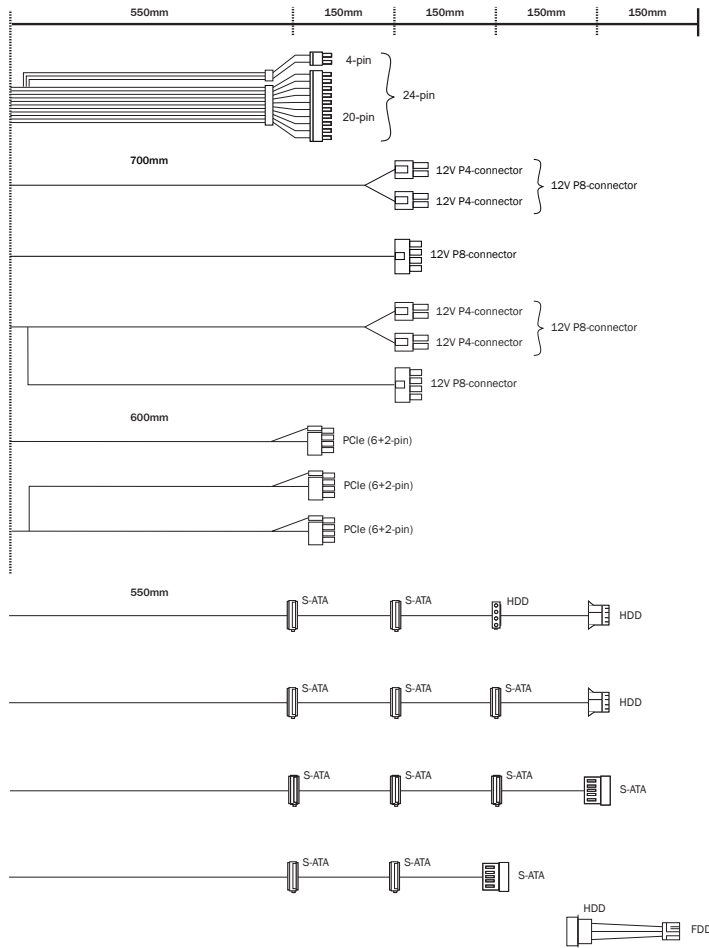 550mm 150mm 150mm 150mm 150mm
4-pin
24-pin
20-pin
700mm
12V P4-connector
12V P8-connector
12V P4-connector
12V P8-connector
12V P4-connector
12V P8-connector
12V P4-connector
12V P8-connector
600mm
PCIe (6+2-pin)
PCIe (6+2-pin)
PCIe (6+2-pin)
550mm
S-ATA S-ATA HDD HDD
S-ATA S-ATA S-ATA HDD
S-ATA S-ATA S-ATA S-ATA
S-ATA S-ATA S-ATA
HDD FDD